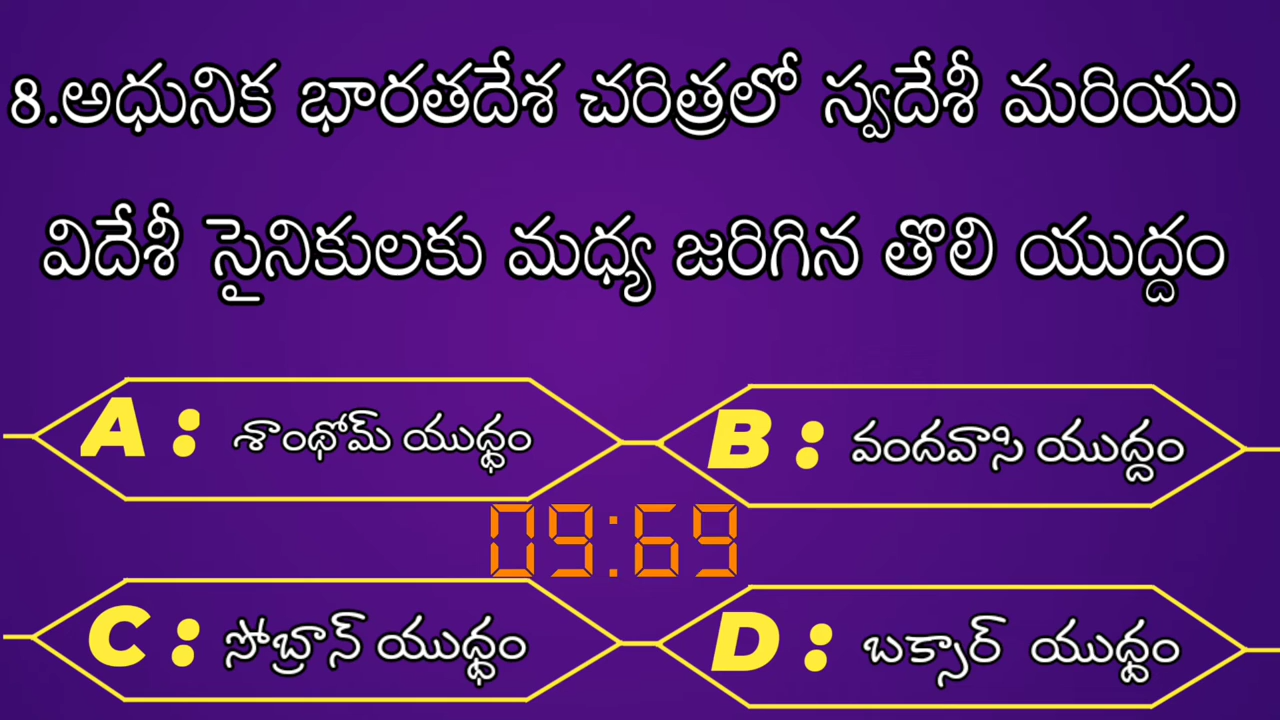 8.అధునిక భారతదేశ చరిత్రలో స్వదేశీ మరియు
విదేశీ సైనికులకు మధ్య జరిగిన తొలి యుద్దం
A : శాంథోమ్ యుద్ధం
B : వందవాసి యుద్దం
09:69
C : సోబ్రాన్ యుద్ధం
D : బక్సార్ యుద్ధం